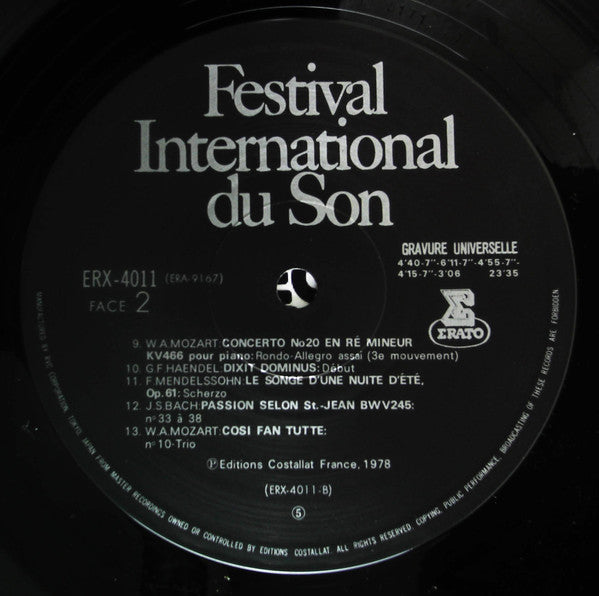 Festival
International
du Son
GRAVURE UNIVERSELLE
4'40-7''-6'11-7''-4'55-7''-
4'15-7''-3'06 23'35
ERX-4011 (ERA-9167)
FACE 2
ERATO
9. W.A.MOZART:CONCERTO No20 EN RÉ MINEUR
KV466 pour piano:Rondo-Allegro assai (3e mouvement)
10. G.F.HAENDEL:DIXIT DOMINUS:Début
11. F.MENDELSSOHN:LE SONGE D'UNE NUITE D'ÉTÉ,
Op.61:Scherzo
12. J.S.BACH:PASSION SELON St.-JEAN BWV245:
n° 33 à 38
13. W.A.MOZART:COSI FAN TUTTE:
n° 10-Trio
ⓅEditions Costallat France, 1978
(ERX-4011-B)
⑤
TOKYO, JAPAN FROM MASTER RECORDINGS OWNED OR CONTROLLED BY EDITIONS COSTALLAT. ALL RIGHTS RESERVED. COPYING PUBLIC PERFORMANCE, BROADCASTING OF THESE RECORDS ARE FORBIDDEN